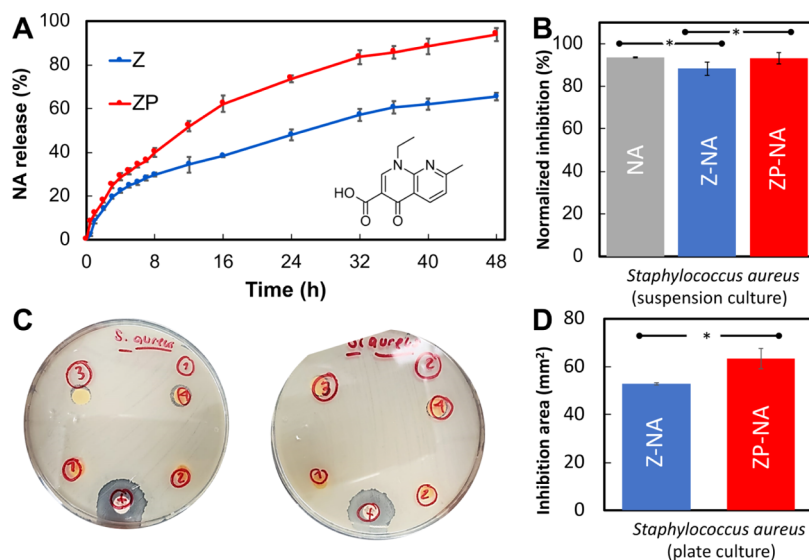 A
100
80
60
40
20
0
NA release (%)
Z
ZP
HO
O
O
N
N
0
8
16
24
32
40
48
Time (h)
B
100
80
60
40
20
0
Normalized inhibition (%)
*
*
NA
Z-NA
ZP-NA
Staphylococcus aureus
(suspension culture)
C
S. aureus
3
1
4
1
2
+
aureus
2
3
4
1
2
+
D
80
60
40
20
0
Inhibition area (mm²)
*
Z-NA
ZP-NA
Staphylococcus aureus
(plate culture)